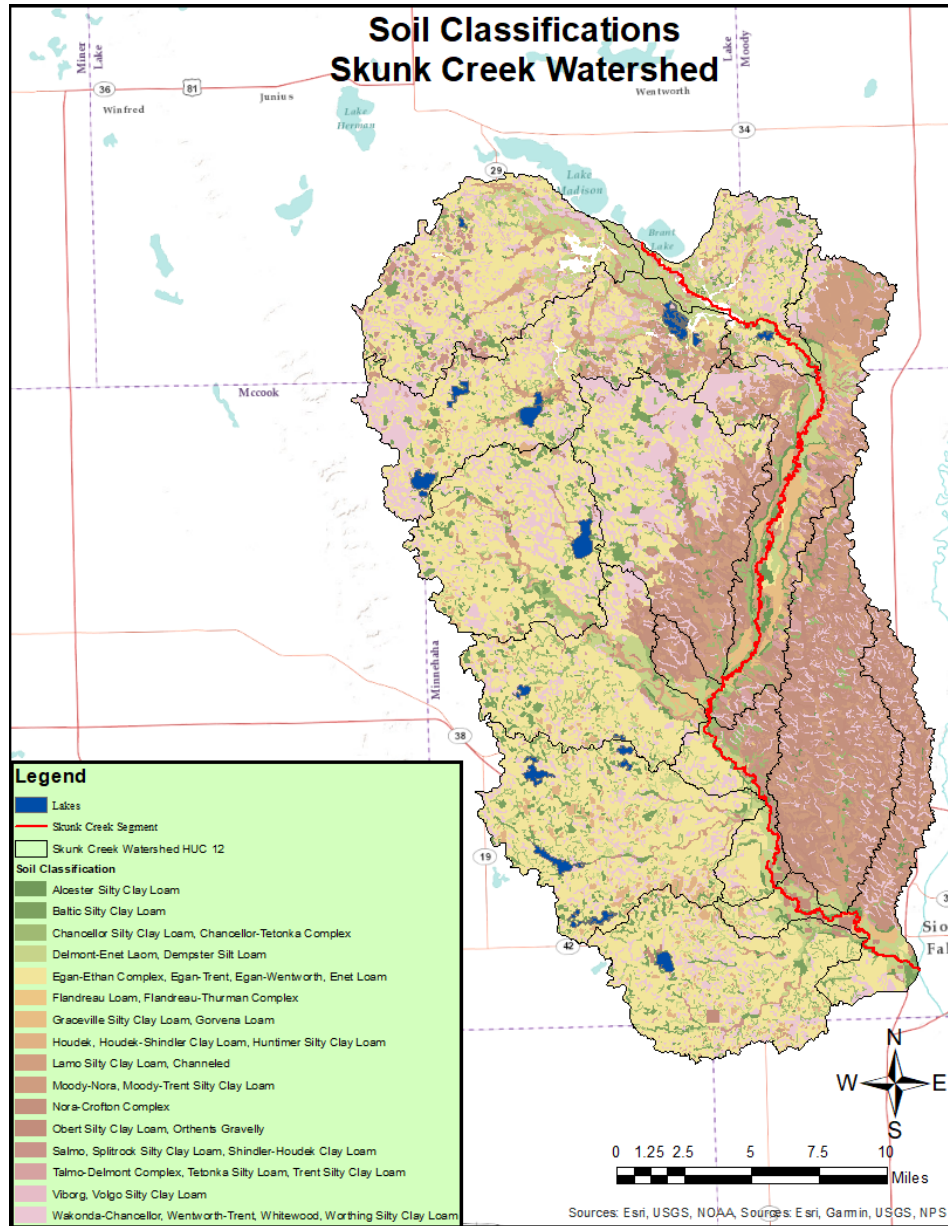 Soil Classifications
Skunk Creek Watershed
Miner
Lake
Lake
Moody
36
81
Junius
Winfred
Wentworth
Lake
Herman
34
29
Lake
Madison
Brant
Lake
Mccook
Minnehaha
38
19
42
3
Sio
Fal
Legend
Lakes
Skunk Creek Segment
Skunk Creek Watershed HUC 12
Soil Classification
Alcester Silty Clay Loam
Baltic Silty Clay Loam
Chancellor Silty Clay Loam, Chancellor-Tetonka Complex
Delmont-Enet Laom, Dempster Silt Loam
Egan-Ethan Complex, Egan-Trent, Egan-Wentworth, Enet Loam
Flandreau Loam, Flandreau-Thurman Complex
Graceville Silty Clay Loam, Gorvena Loam
Houdek, Houdek-Shindler Clay Loam, Huntimer Silty Clay Loam
Lamo Silty Clay Loam, Channeled
Moody-Nora, Moody-Trent Silty Clay Loam
Nora-Crofton Complex
Obert Silty Clay Loam, Orthents Gravelly
Salmo, Splitrock Silty Clay Loam, Shindler-Houdek Clay Loam
Talmo-Delmont Complex, Tetonka Silty Loam, Trent Silty Clay Loam
Viborg, Volgo Silty Clay Loam
Wakonda-Chancellor, Wentworth-Trent, Whitewood, Worthing Silty Clay Loam
N
W E
S
0 1.25 2.5 5 7.5 10
Miles
Sources: Esri, USGS, NOAA, Sources: Esri, Garmin, USGS, NPS